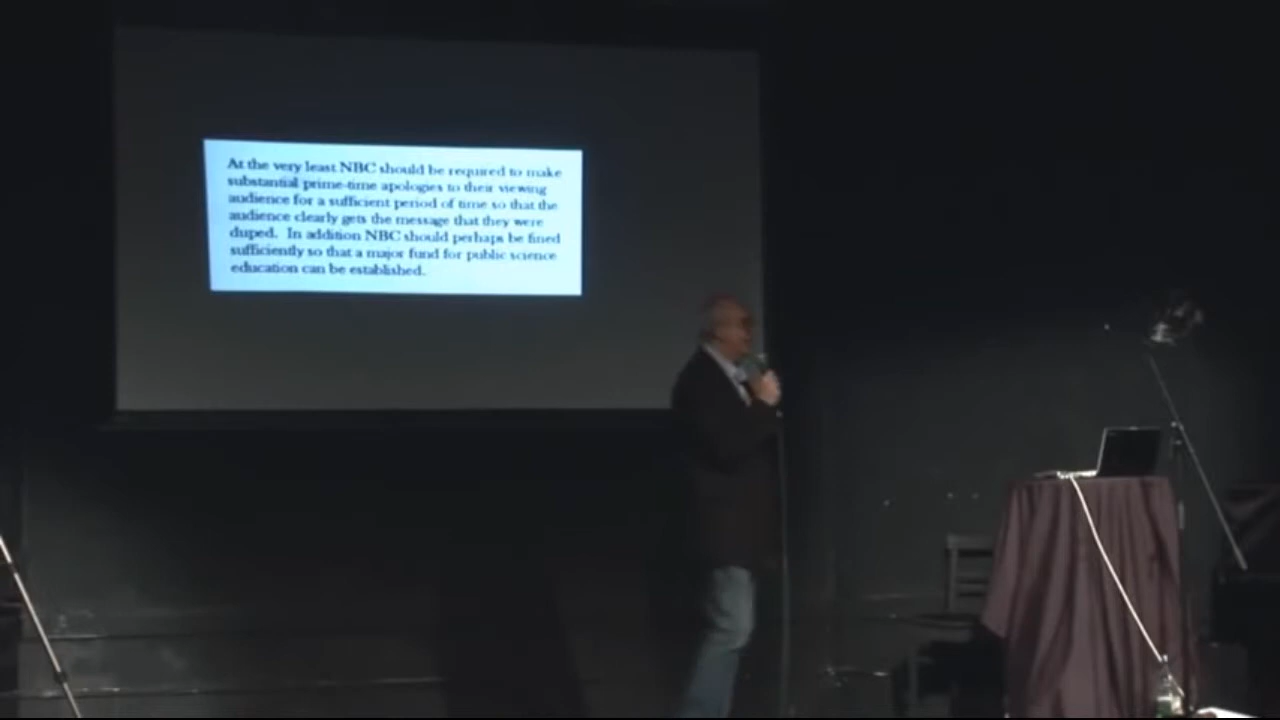 At the very least NBC should be required to make
substantial prime-time apologies to their viewing
audience for a sufficient period of time so that the
audience clearly gets the message that they were
duped. In addition NBC should perhaps be fined
sufficiently so that a major fund for public science
education can be established.